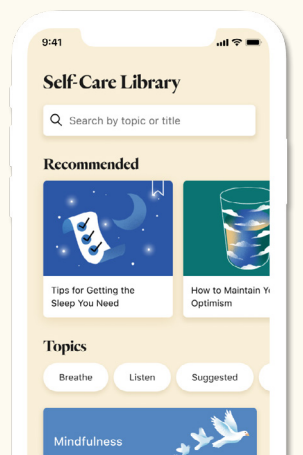 9:41
Self-Care Library
Search by topic or title
Recommended
Tips for Getting the
Sleep You Need
How to Maintain
Optimism
Topics
Breathe
Listen
Suggested
Mindfulness